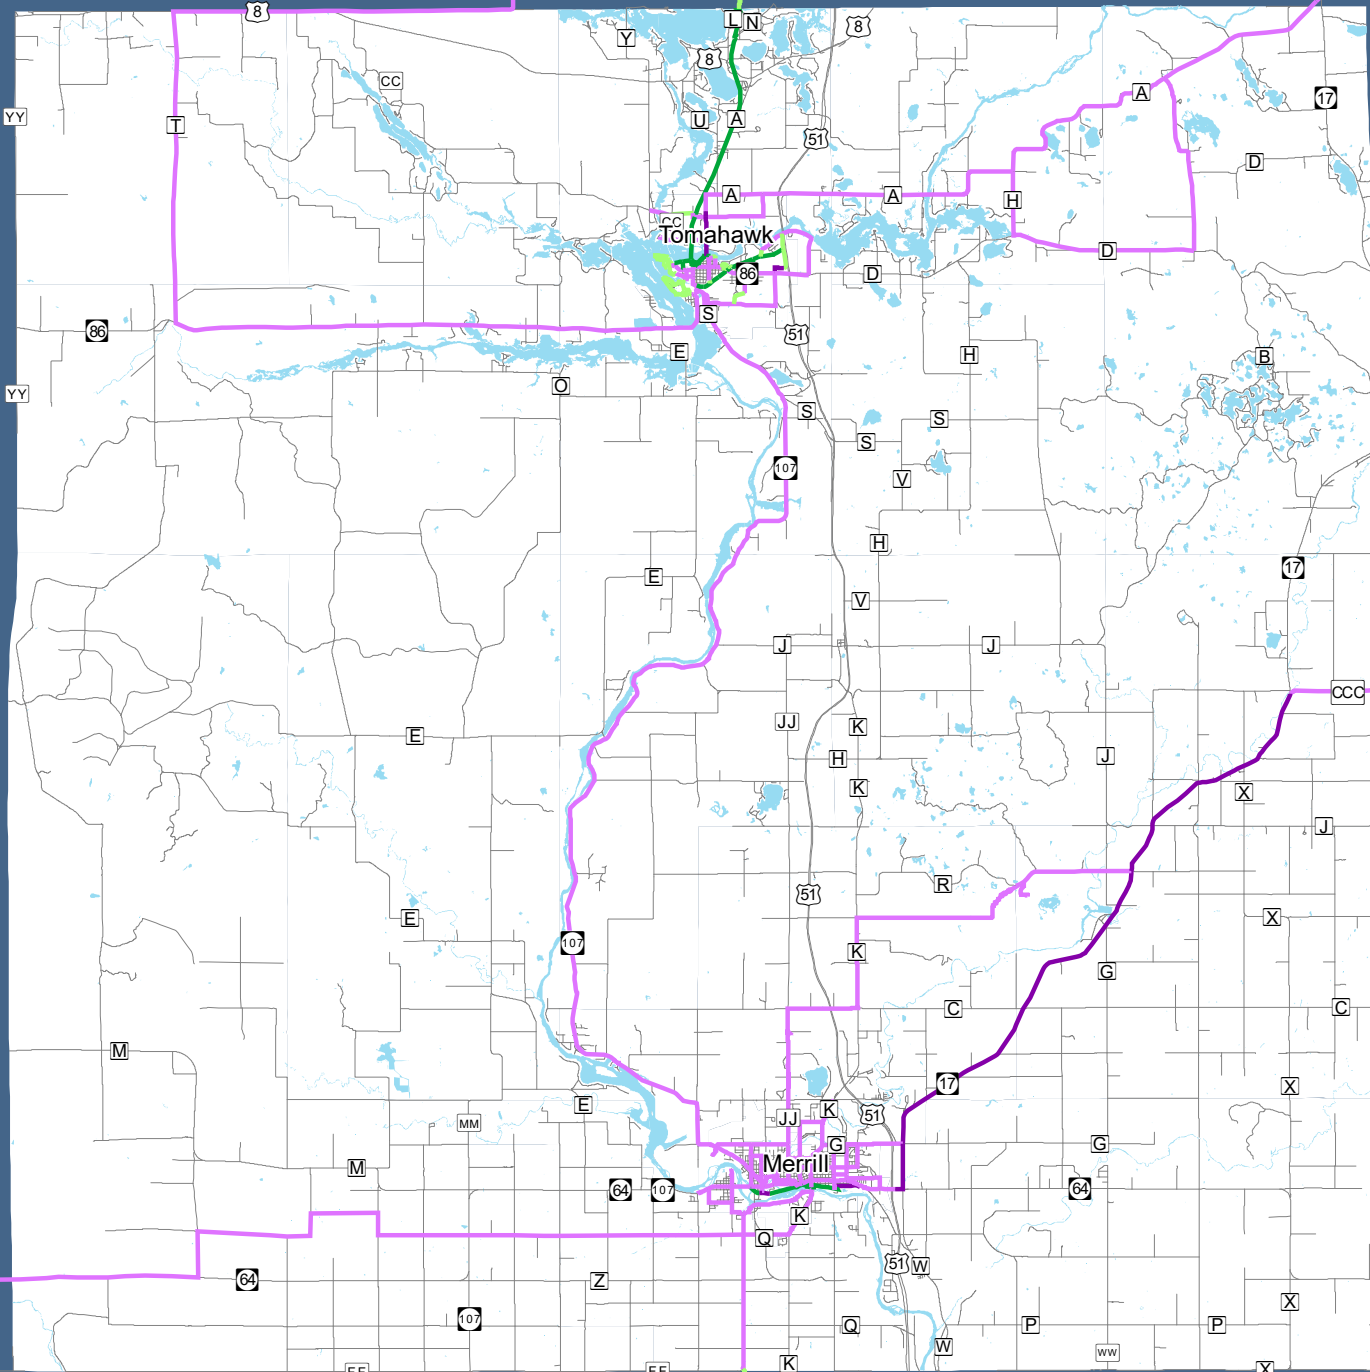 8
L
N
Y
8
8
CC
A
17
YY
T
U
A
51
D
A
A
H
CC
Tomahawk
D
86
D
S
86
51
E
H
B
YY
O
S
S
S
107
V
H
E
17
V
J
J
CCC
JJ
K
E
H
J
K
X
J
51
R
E
X
107
K
G
C
C
M
17
X
E
K
51
JJ
MM
G
G
Merrill
M
64
107
64
K
Q
51
W
64
Z
X
107
Q
P
P
W
WW
K
X